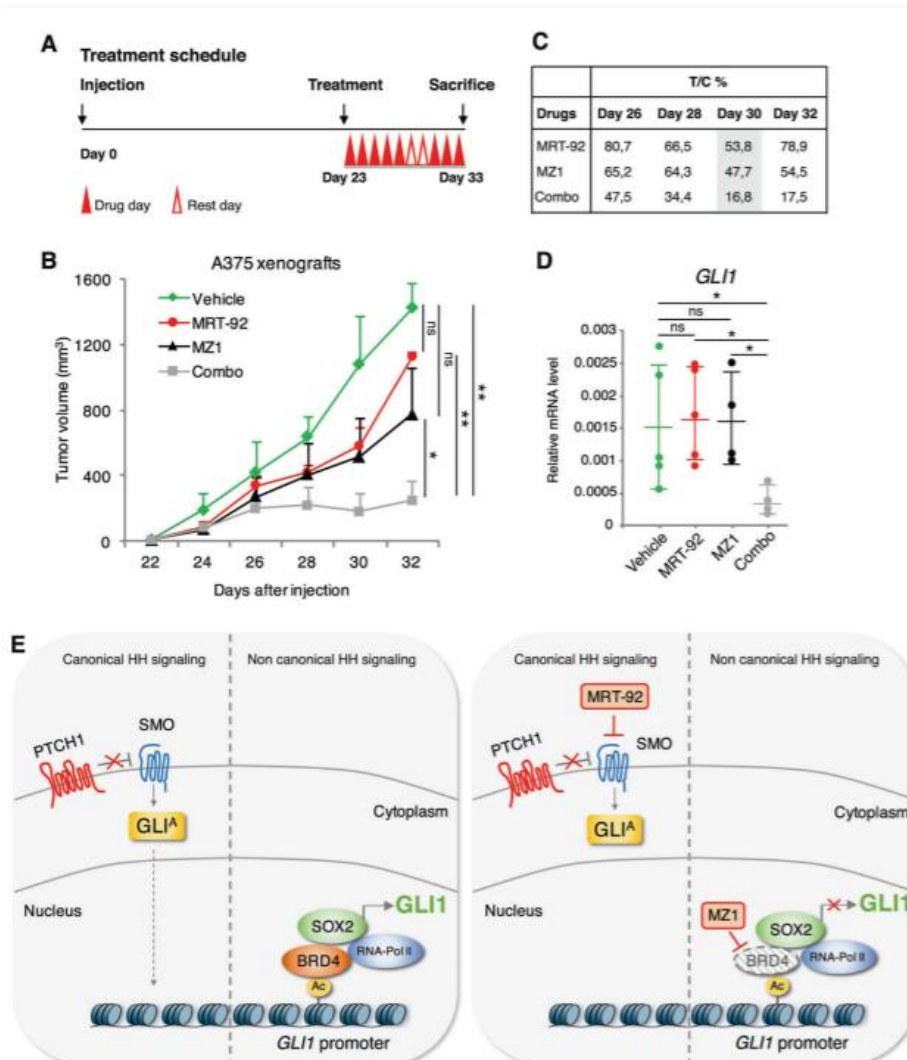 A
Treatment schedule
Injection Treatment Sacrifice
Day 0
Day 23 Day 33
Drug day Rest day
C
T/C %
Drugs Day 26 Day 28 Day 30 Day 32
MRT-92 80,7 66,5 53,8 78,9
MZ1 65,2 64,3 47,7 54,5
Combo 47,5 34,4 16,8 17,5
B
A375 xenografts
Tumor volume (mm³)
1600
1200
800
400
0
Vehicle
MRT-92
MZ1
Combo
ns
ns
*
**
**
22 24 26 28 30 32
Days after injection
D
GLI1
*
ns
ns *
*
Relative mRNA level
0.003
0.0025
0.002
0.0015
0.001
0.0005
0
Vehicle MRT-92 MZ1 Combo
E
Canonical HH signaling Non canonical HH signaling
PTCH1
SMO
GLIᴬ
Cytoplasm
Nucleus
GLI1
SOX2
BRD4
RNA-Pol II
Ac
GLI1 promoter
Canonical HH signaling Non canonical HH signaling
MRT-92
PTCH1
SMO
GLIᴬ
Cytoplasm
Nucleus
MZ1
GLI1
SOX2
BRD4
RNA-Pol II
Ac
GLI1 promoter